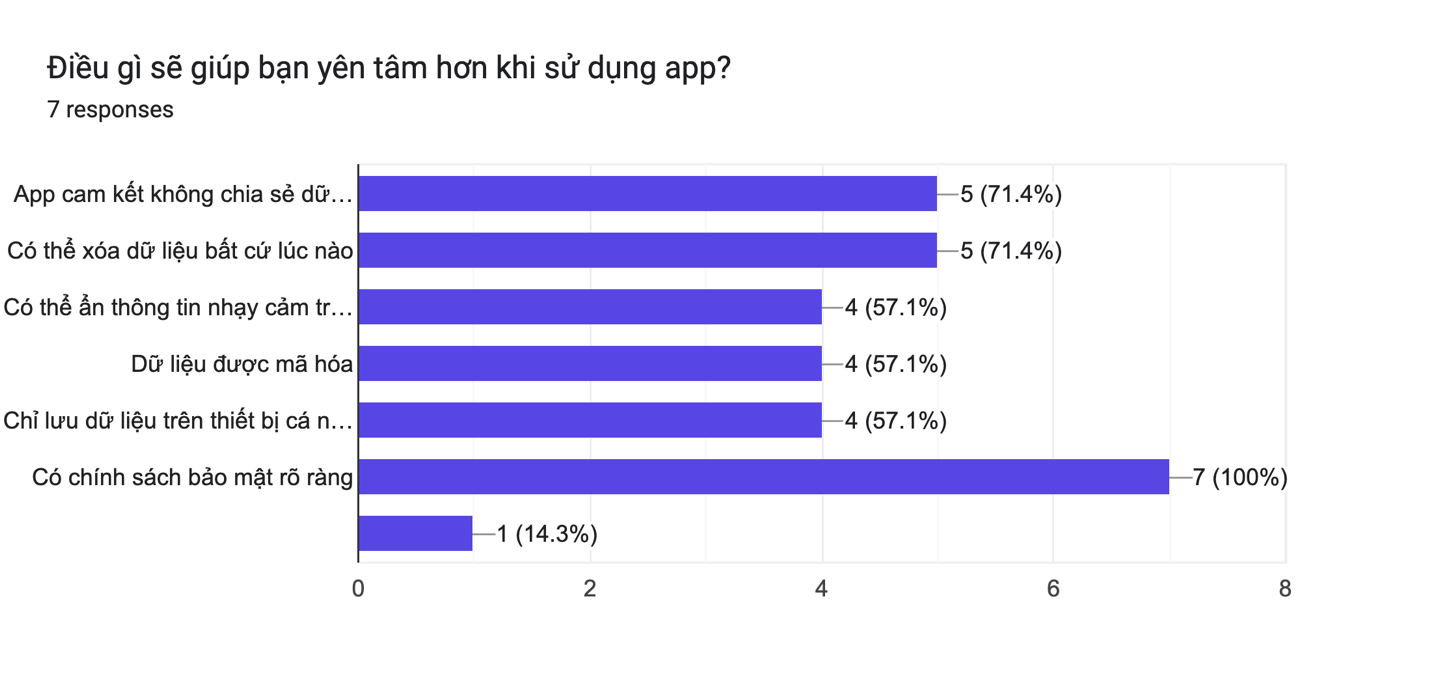 Điều gì sẽ giúp bạn yên tâm hơn khi sử dụng app?
7 responses
App cam kết không chia sẻ dữ… 5 (71.4%)
Có thể xóa dữ liệu bất cứ lúc nào 5 (71.4%)
Có thể ẩn thông tin nhạy cảm tr… 4 (57.1%)
Dữ liệu được mã hóa 4 (57.1%)
Chỉ lưu dữ liệu trên thiết bị cá n… 4 (57.1%)
Có chính sách bảo mật rõ ràng 7 (100%)
1 (14.3%)
0 2 4 6 8